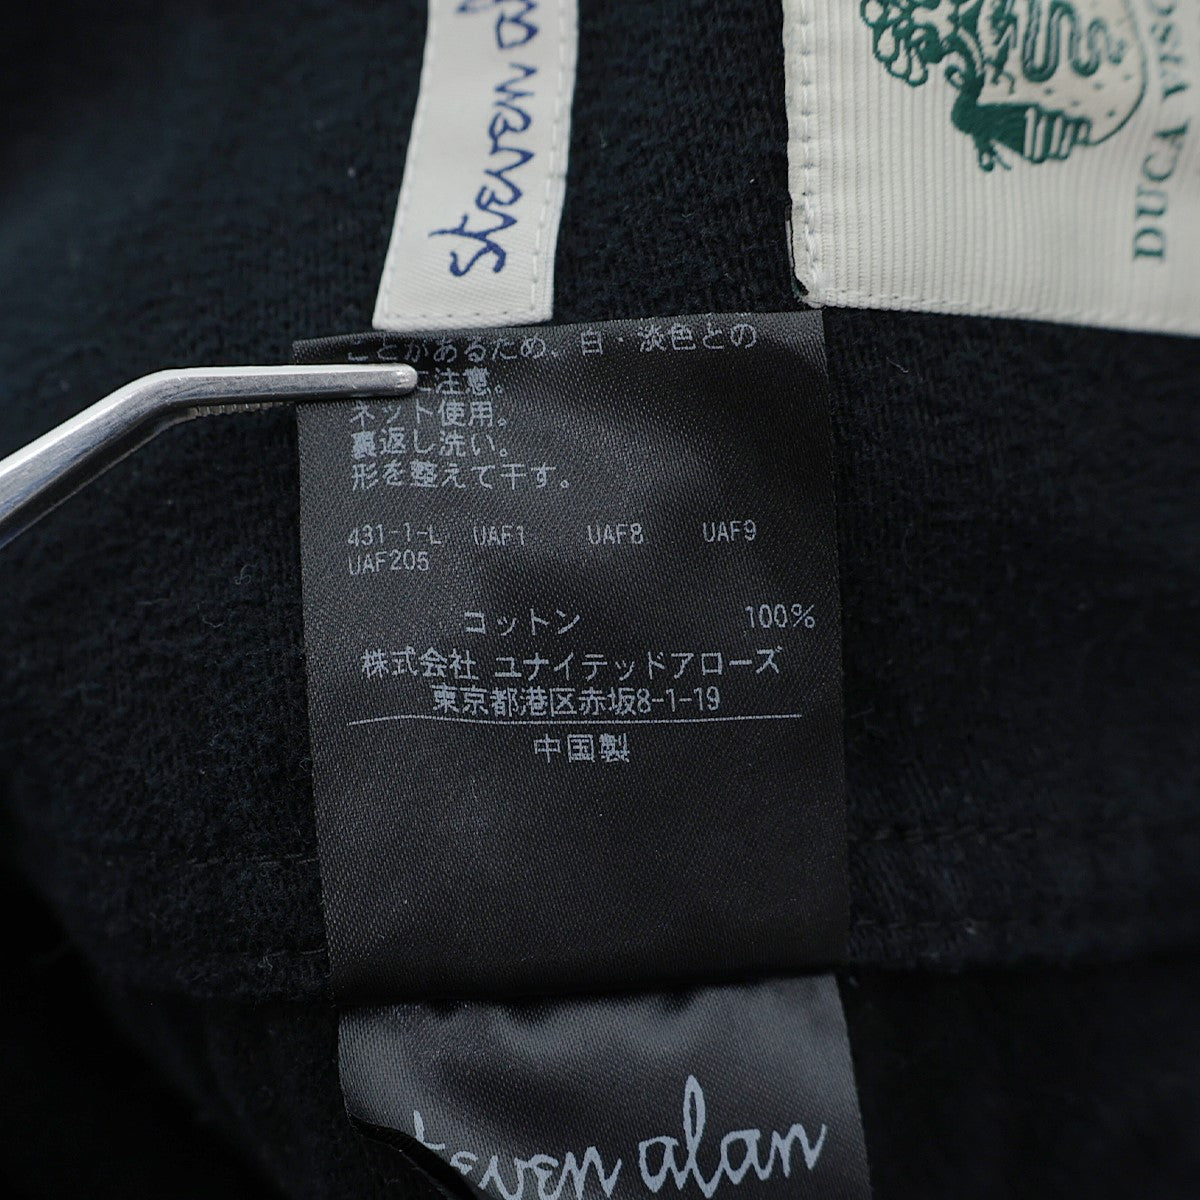 steven al
DUCA VISC
ことがあるため、白・淡色との
に注意。
ネット使用。
裏返し洗い。
形を整えて干す。
431-1-L UAF1 UAF8 UAF9
UAF205
コットン 100%
株式会社 ユナイテッドアローズ
東京都港区赤坂8-1-19
中国製
steven alan